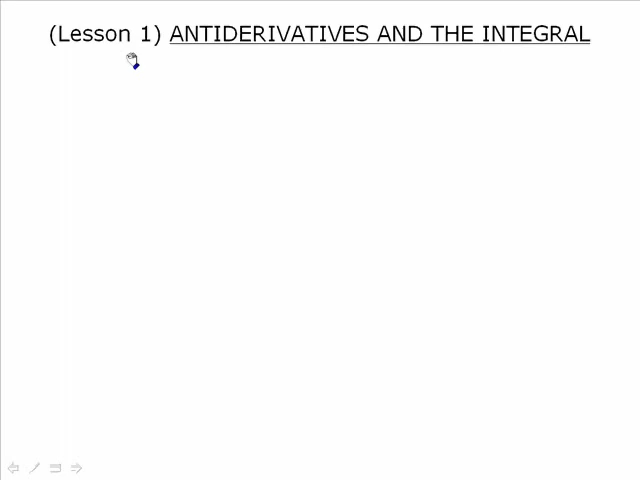 (Lesson 1) ANTIDERIVATIVES AND THE INTEGRAL